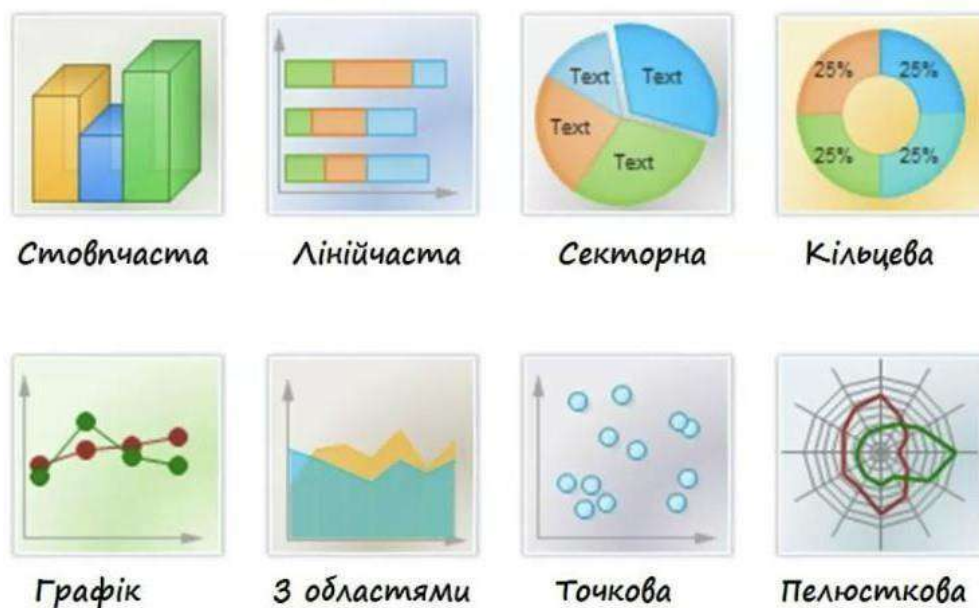 Text Text
Text
Text
25% 25%
25% 25%
Стовпчаста Лінійчаста Секторна Кільцева
Графік З областями Точкова Пелюсткова